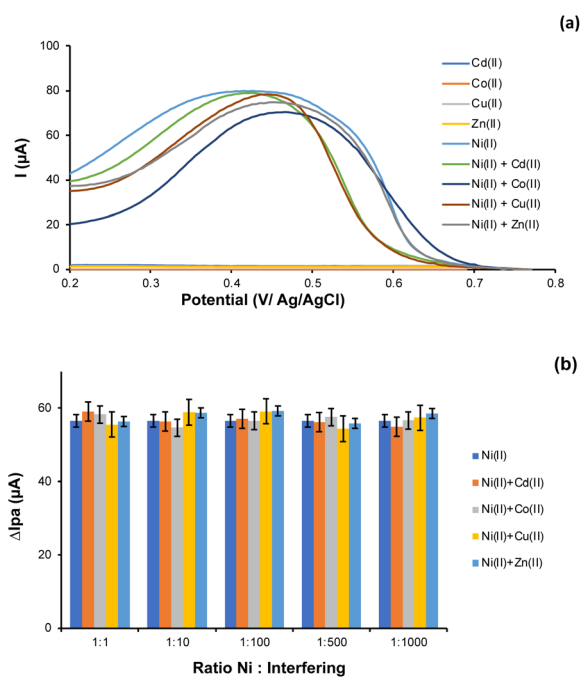 (a)
100
80
60
40
20
0
I (µA)
0.2 0.3 0.4 0.5 0.6 0.7 0.8
Potential (V/ Ag/AgCl)
Cd(II)
Co(II)
Cu(II)
Zn(II)
Ni(II)
Ni(II) + Cd(II)
Ni(II) + Co(II)
Ni(II) + Cu(II)
Ni(II) + Zn(II)
(b)
60
40
20
0
ΔIpa (µA)
1:1 1:10 1:100 1:500 1:1000
Ratio Ni : Interfering
Ni(II)
Ni(II)+Cd(II)
Ni(II)+Co(II)
Ni(II)+Cu(II)
Ni(II)+Zn(II)